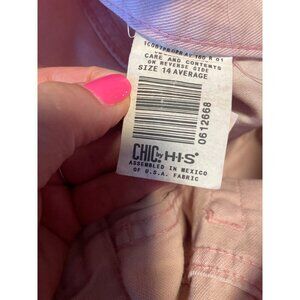 CARE AND CONTENTS
ON REVERSE SIDE
SIZE 14 AVERAGE
0612668
CHIC by H·I·S®
ASSEMBLED IN MEXICO
OF U.S.A. FABRIC